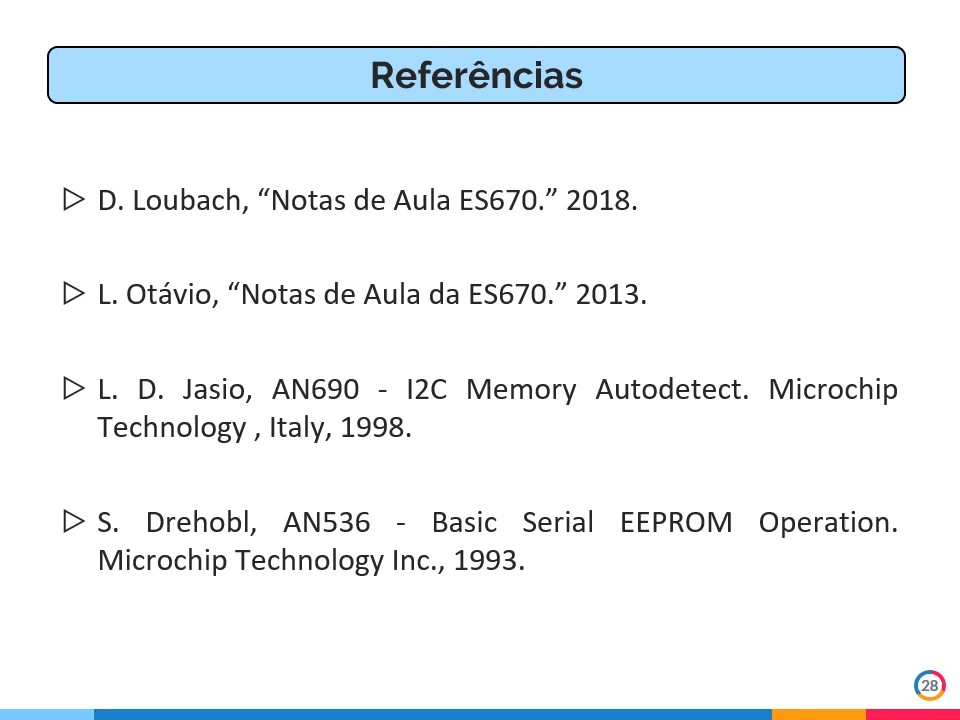 Referências
▷ D. Loubach, “Notas de Aula ES670.” 2018.
▷ L. Otávio, “Notas de Aula da ES670.” 2013.
▷ L. D. Jasio, AN690 - I2C Memory Autodetect. Microchip
Technology , Italy, 1998.
▷ S. Drehobl, AN536 - Basic Serial EEPROM Operation.
Microchip Technology Inc., 1993.
28